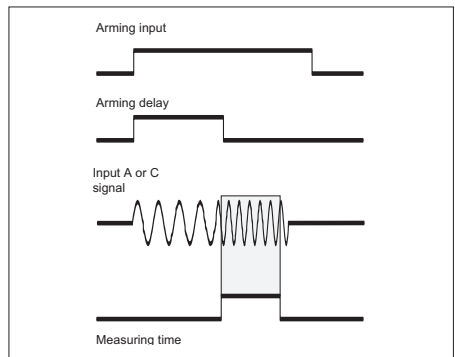 Arming input
Arming delay
Input A or C
signal
Measuring time